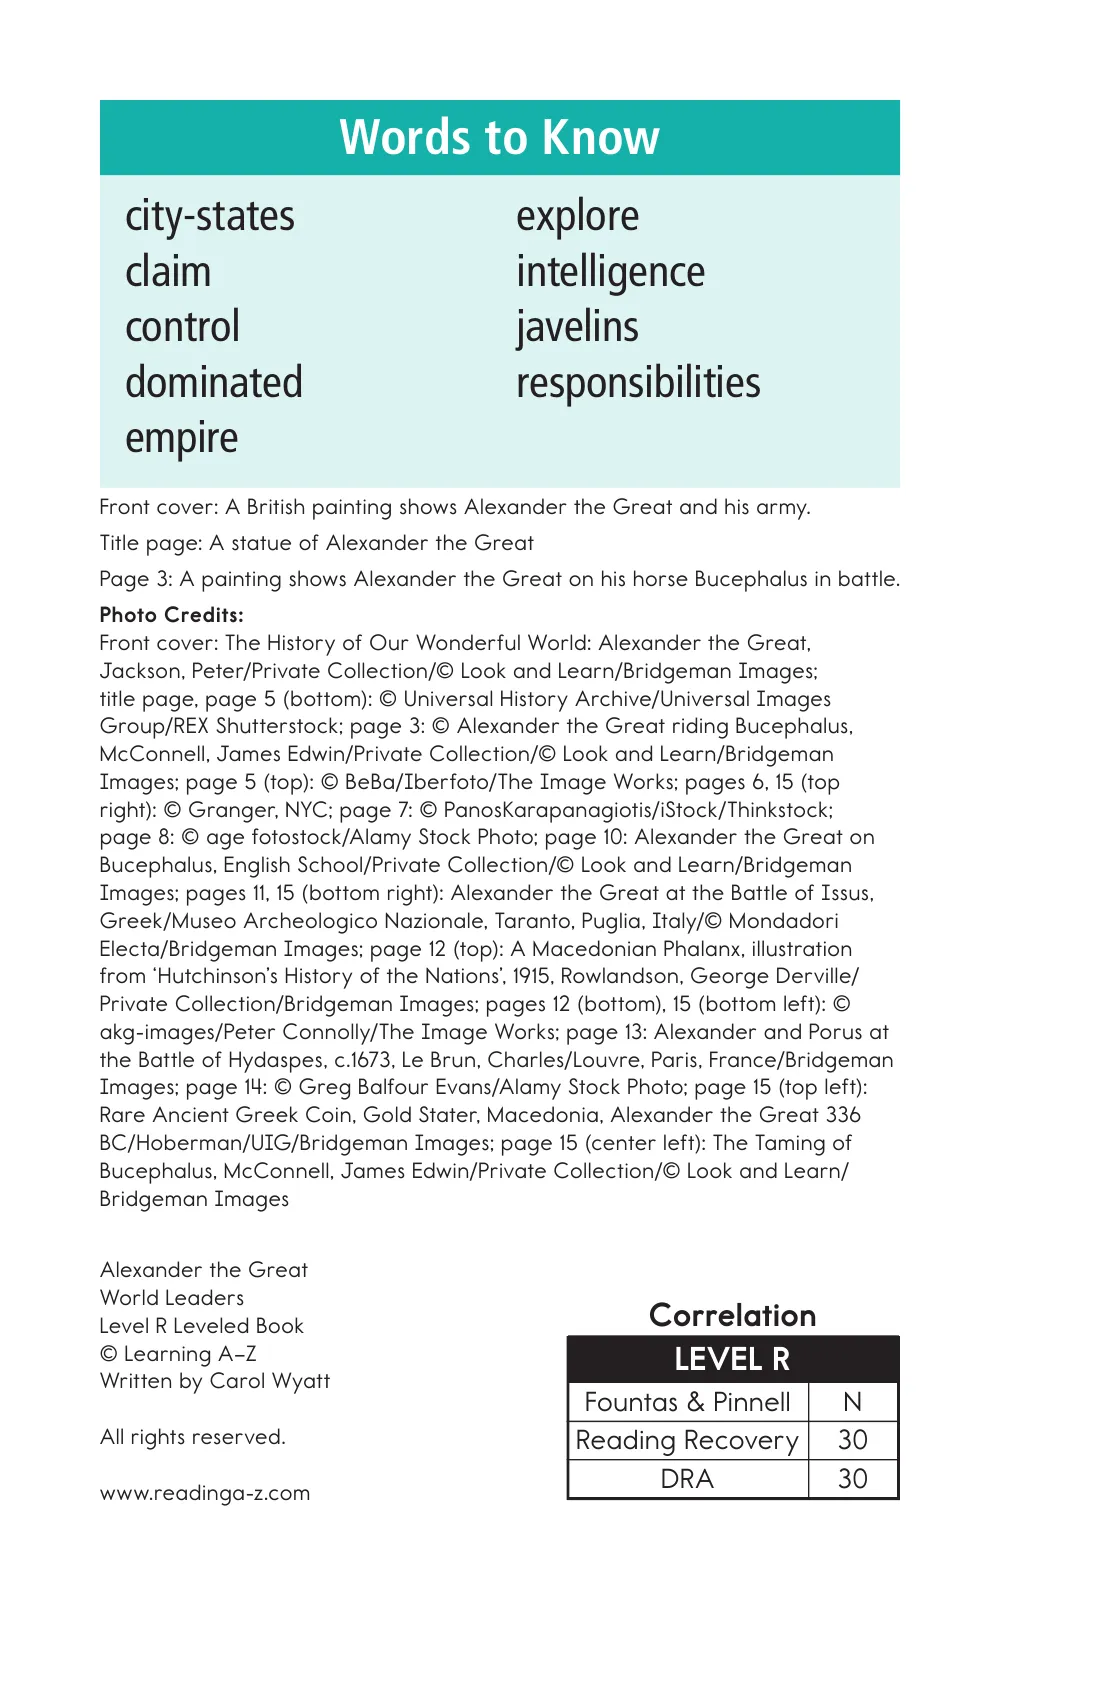 Words to Know
city-states
claim
control
dominated
empire
explore
intelligence
javelins
responsibilities
Front cover: A British painting shows Alexander the Great and his army.
Title page: A statue of Alexander the Great
Page 3: A painting shows Alexander the Great on his horse Bucephalus in battle.
Photo Credits:
Front cover: The History of Our Wonderful World: Alexander the Great,
Jackson, Peter/Private Collection/© Look and Learn/Bridgeman Images;
title page, page 5 (bottom): © Universal History Archive/Universal Images
Group/REX Shutterstock; page 3: © Alexander the Great riding Bucephalus,
McConnell, James Edwin/Private Collection/© Look and Learn/Bridgeman
Images; page 5 (top): © BeBa/Iberfoto/The Image Works; pages 6, 15 (top
right): © Granger, NYC; page 7: © PanosKarapanagiotis/iStock/Thinkstock;
page 8: © age fotostock/Alamy Stock Photo; page 10: Alexander the Great on
Bucephalus, English School/Private Collection/© Look and Learn/Bridgeman
Images; pages 11, 15 (bottom right): Alexander the Great at the Battle of Issus,
Greek/Museo Archeologico Nazionale, Taranto, Puglia, Italy/© Mondadori
Electa/Bridgeman Images; page 12 (top): A Macedonian Phalanx, illustration
from ‘Hutchinson’s History of the Nations’, 1915, Rowlandson, George Derville/
Private Collection/Bridgeman Images; pages 12 (bottom), 15 (bottom left): ©
akg-images/Peter Connolly/The Image Works; page 13: Alexander and Porus at
the Battle of Hydaspes, c.1673, Le Brun, Charles/Louvre, Paris, France/Bridgeman
Images; page 14: © Greg Balfour Evans/Alamy Stock Photo; page 15 (top left):
Rare Ancient Greek Coin, Gold Stater, Macedonia, Alexander the Great 336
BC/Hoberman/UIG/Bridgeman Images; page 15 (center left): The Taming of
Bucephalus, McConnell, James Edwin/Private Collection/© Look and Learn/
Bridgeman Images
Alexander the Great
World Leaders
Level R Leveled Book
© Learning A–Z
Written by Carol Wyatt
All rights reserved.
www.readinga-z.com
Correlation
LEVEL R
Fountas & Pinnell N
Reading Recovery 30
DRA 30